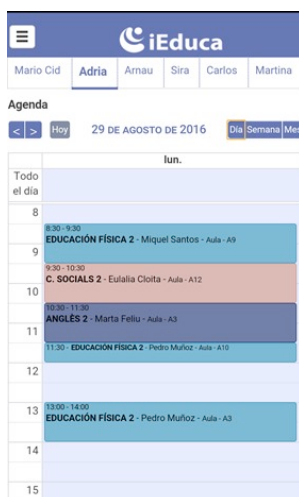 iEduca
Mario Cid Adria Arnau Sira Carlos Martina
Agenda
< > Hoy 29 DE AGOSTO DE 2016 Día Semana Mes
lun.
Todo
el día
8
8:30 - 9:30
EDUCACIÓN FÍSICA 2 - Miquel Santos - Aula - A9
9
9:30 - 10:30
C. SOCIALS 2 - Eulalia Cloita - Aula - A12
10
10:30 - 11:30
ANGLÈS 2 - Marta Feliu - Aula - A3
11
11:30 - EDUCACIÓN FÍSICA 2 - Pedro Muñoz - Aula - A10
12
13
13:00 - 14:00
EDUCACIÓN FÍSICA 2 - Pedro Muñoz - Aula - A3
14
15